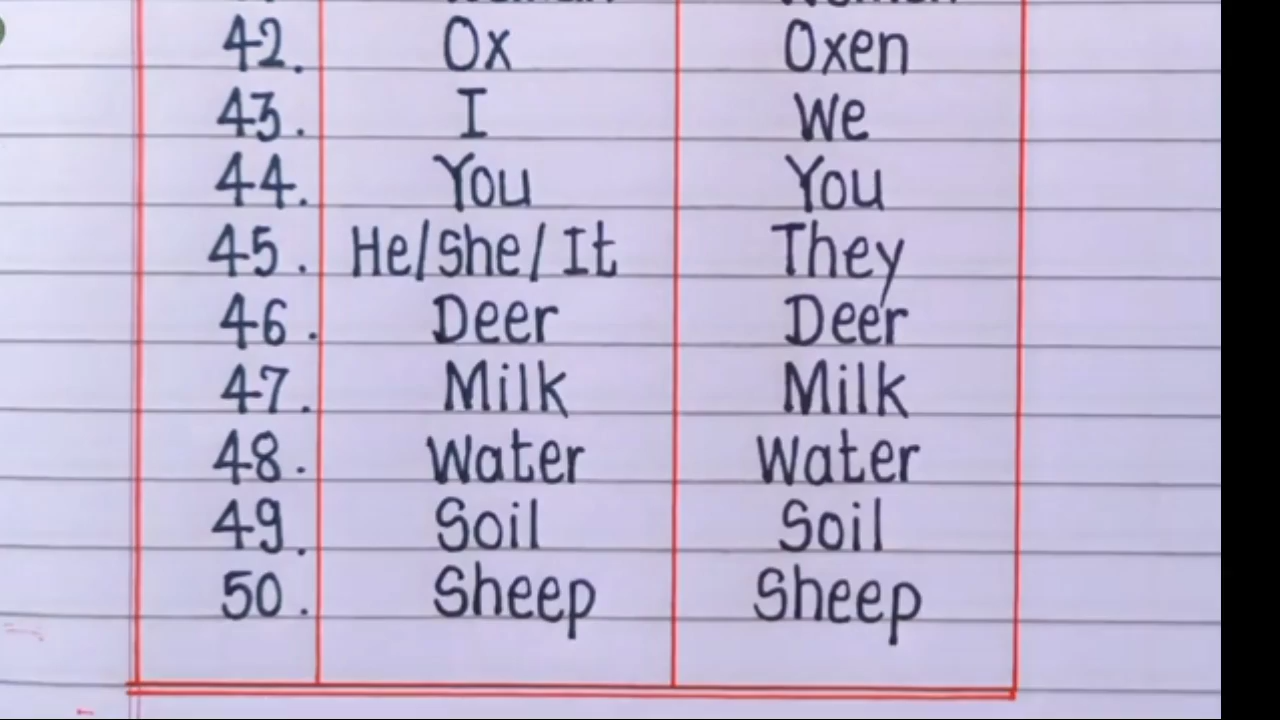 42. Ox Oxen
43. I We
44. You You
45. He/She/It They
46. Deer Deer
47. Milk Milk
48. Water Water
49. Soil Soil
50. Sheep Sheep